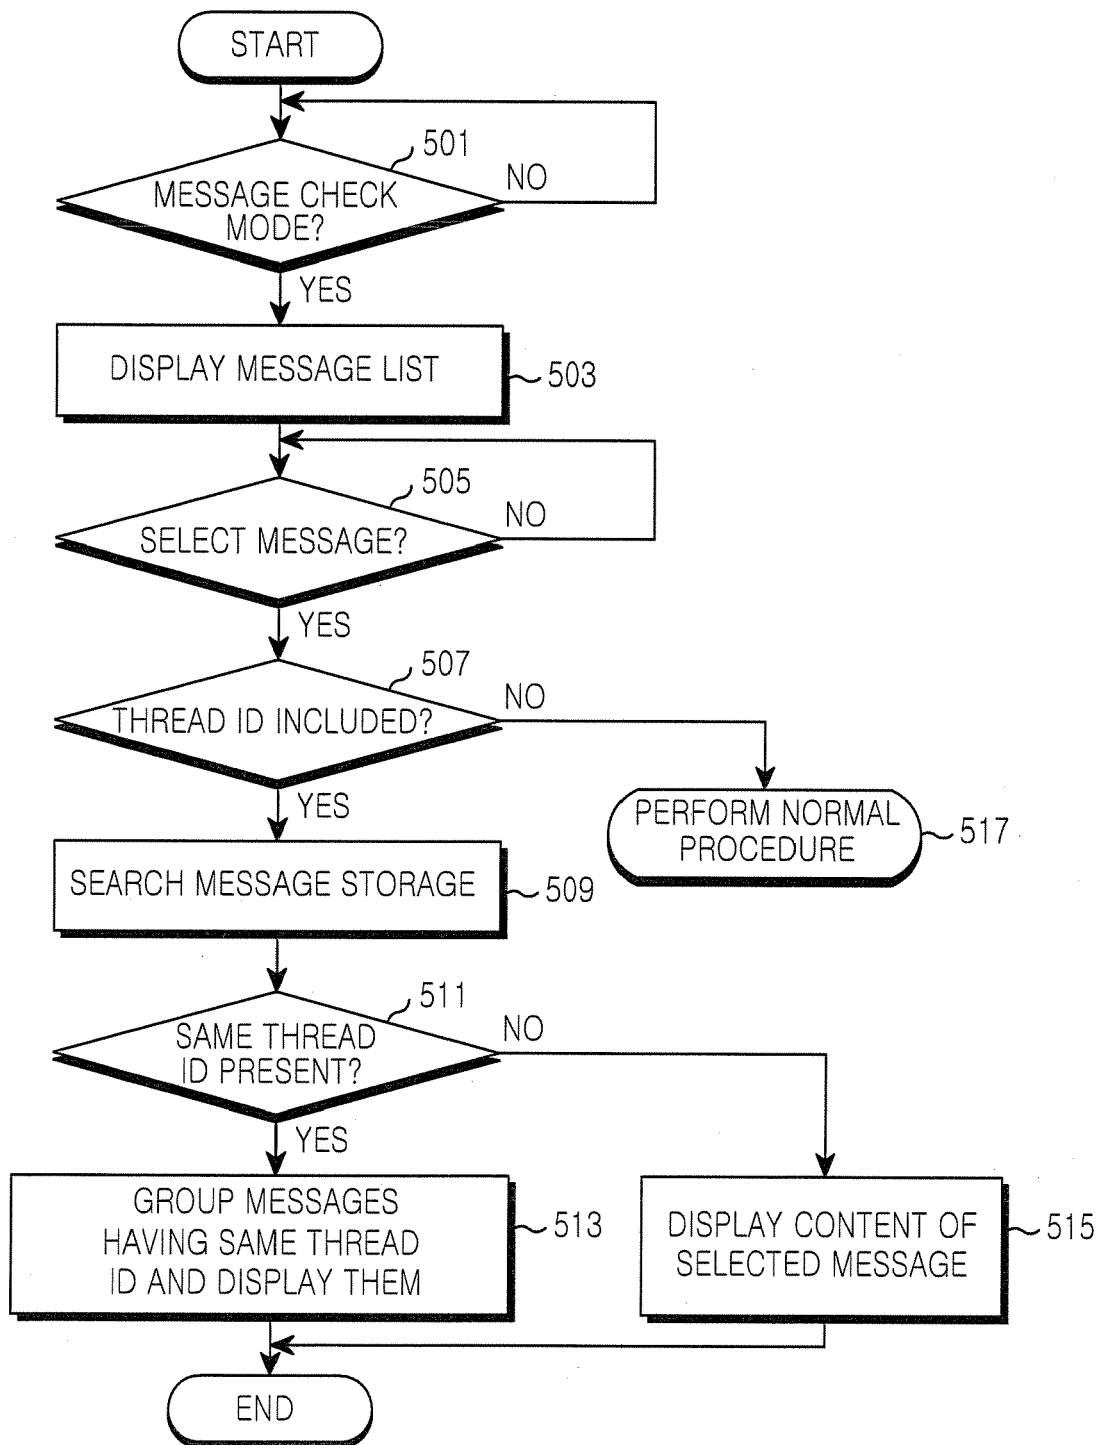 START
501
MESSAGE CHECK
MODE?
NO
YES
DISPLAY MESSAGE LIST
503
505
SELECT MESSAGE?
NO
YES
507
THREAD ID INCLUDED?
NO
YES
PERFORM NORMAL
PROCEDURE
517
SEARCH MESSAGE STORAGE
509
511
SAME THREAD
ID PRESENT?
NO
YES
GROUP MESSAGES
HAVING SAME THREAD
ID AND DISPLAY THEM
513
DISPLAY CONTENT OF
SELECTED MESSAGE
515
END